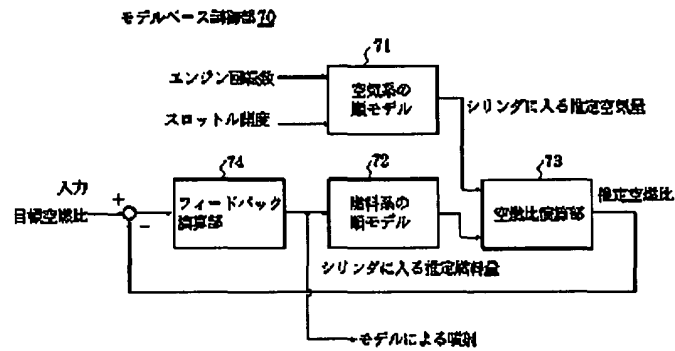 モデルベース制御部70
71
エンジン回転数
空気系の
順モデル
スロットル開度
シリンダに入る推定空気量
74
72
73
入力
目標空燃比
+
-
フィードバック
演算部
燃料系の
順モデル
空燃比演算部
推定空燃比
シリンダに入る推定燃料量
モデルによる噴射